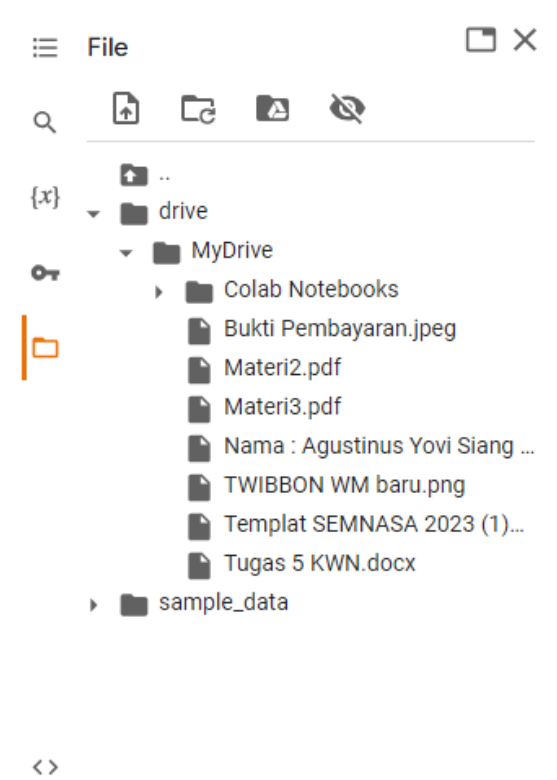 File
..
{x}
drive
MyDrive
Colab Notebooks
Bukti Pembayaran.jpeg
Materi2.pdf
Materi3.pdf
Nama : Agustinus Yovi Siang ...
TWIBBON WM baru.png
Templat SEMNASA 2023 (1)...
Tugas 5 KWN.docx
sample_data